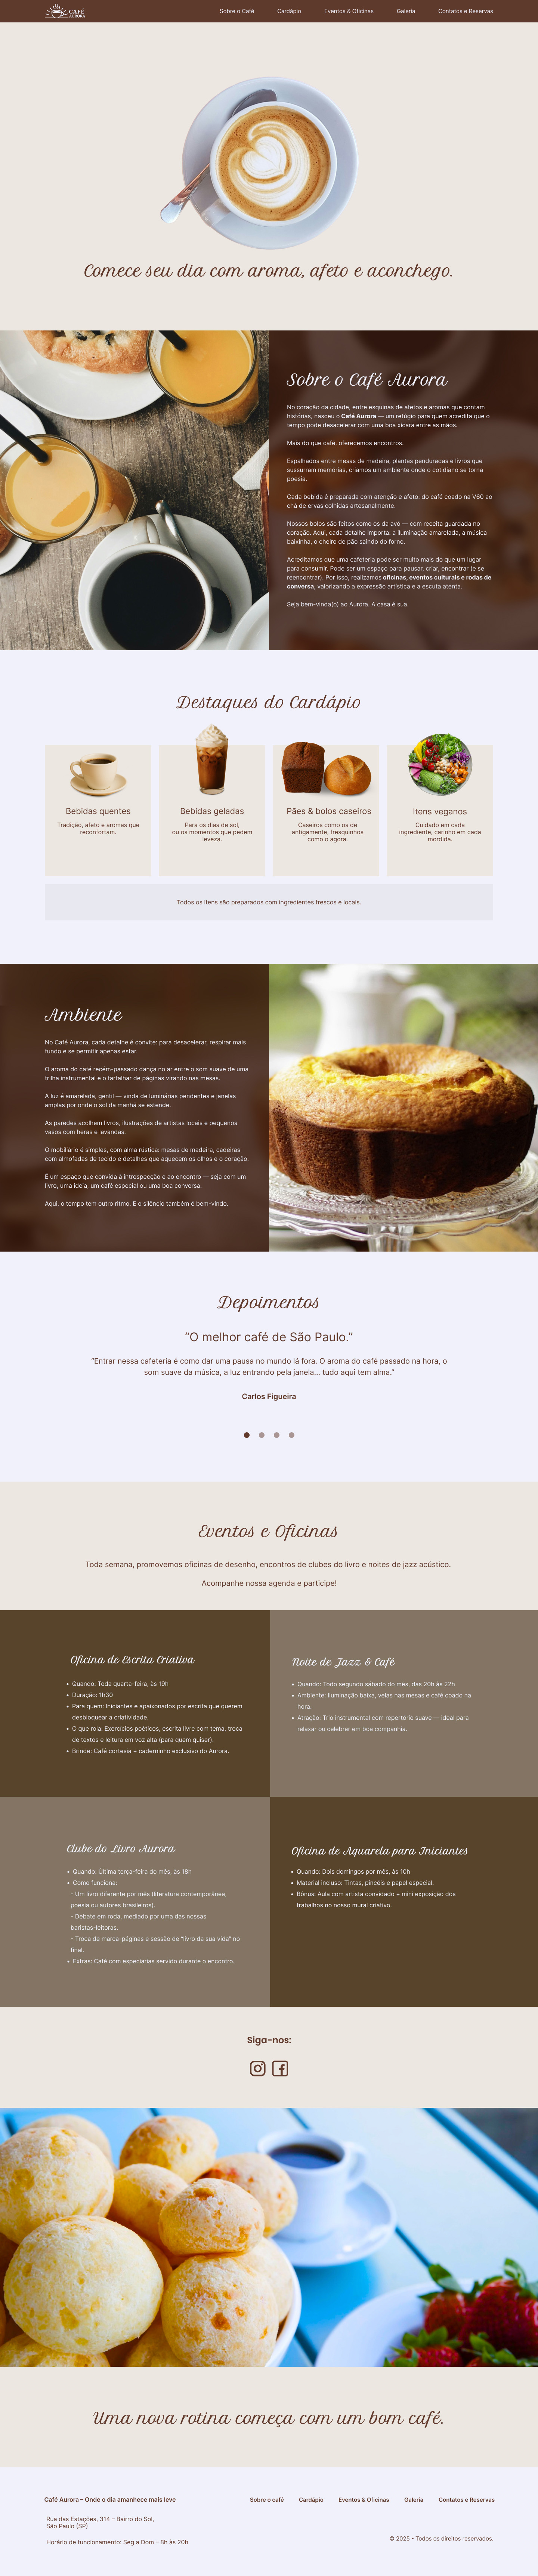 CAFÉ
AURORA
Sobre o Café
Cardápio
Eventos & Oficinas
Galeria
Contatos e Reservas
Comece seu dia com aroma, afeto e aconchego.
Sobre o Café Aurora
No coração da cidade, entre esquinas de afetos e aromas que contam
histórias, nasceu o Café Aurora — um refúgio para quem acredita que o
tempo pode desacelerar com uma boa xícara entre as mãos.
Mais do que café, oferecemos encontros.
Espalhados entre mesas de madeira, plantas penduradas e livros que
sussurram memórias, criamos um ambiente onde o cotidiano se torna
poesia.
Cada bebida é preparada com atenção e afeto: do café coado na V60 ao
chá de ervas colhidas artesanalmente.
Nossos bolos são feitos como os da avó — com receita guardada no
coração. Aqui, cada detalhe importa: a iluminação amarelada, a música
baixinha, o cheiro de pão saindo do forno.
Acreditamos que uma cafeteria pode ser muito mais do que um lugar
para consumir. Pode ser um espaço para pausar, criar, encontrar (e se
reencontrar). Por isso, realizamos oficinas, eventos culturais e rodas de
conversa, valorizando a expressão artística e a escuta atenta.
Seja bem-vinda(o) ao Aurora. A casa é sua.
Destaques do Cardápio
Bebidas quentes
Tradição, afeto e aromas que
reconfortam.
Bebidas geladas
Para os dias de sol,
ou os momentos que pedem
leveza.
Pães & bolos caseiros
Caseiros como os de
antigamente, fresquinhos
como o agora.
Itens veganos
Cuidado em cada
ingrediente, carinho em cada
mordida.
Todos os itens são preparados com ingredientes frescos e locais.
Ambiente
No Café Aurora, cada detalhe é convite: para desacelerar, respirar mais
fundo e se permitir apenas estar.
O aroma do café recém-passado dança no ar entre o som suave de uma
trilha instrumental e o farfalhar de páginas virando nas mesas.
A luz é amarelada, gentil — vinda de luminárias pendentes e janelas
amplas por onde o sol da manhã se estende.
As paredes acolhem livros, ilustrações de artistas locais e pequenos
vasos com heras e lavandas.
O mobiliário é simples, com alma rústica: mesas de madeira, cadeiras
com almofadas de tecido e detalhes que aquecem os olhos e o coração.
É um espaço que convida à introspecção e ao encontro — seja com um
livro, uma ideia, um café especial ou uma boa conversa.
Aqui, o tempo tem outro ritmo. E o silêncio também é bem-vindo.
Depoimentos
“O melhor café de São Paulo.”
“Entrar nessa cafeteria é como dar uma pausa no mundo lá fora. O aroma do café passado na hora, o
som suave da música, a luz entrando pela janela... tudo aqui tem alma.”
Carlos Figueira
Eventos e Oficinas
Toda semana, promovemos oficinas de desenho, encontros de clubes do livro e noites de jazz acústico.
Acompanhe nossa agenda e participe!
Oficina de Escrita Criativa
• Quando: Toda quarta-feira, às 19h
• Duração: 1h30
• Para quem: Iniciantes e apaixonados por escrita que querem
desbloquear a criatividade.
• O que rola: Exercícios poéticos, escrita livre com tema, troca
de textos e leitura em voz alta (para quem quiser).
• Brinde: Café cortesia + caderninho exclusivo do Aurora.
Noite de Jazz & Café
• Quando: Todo segundo sábado do mês, das 20h às 22h
• Ambiente: Iluminação baixa, velas nas mesas e café coado na
hora.
• Atração: Trio instrumental com repertório suave — ideal para
relaxar ou celebrar em boa companhia.
Clube do Livro Aurora
• Quando: Última terça-feira do mês, às 18h
• Como funciona:
- Um livro diferente por mês (literatura contemporânea,
poesia ou autores brasileiros).
- Debate em roda, mediado por uma das nossas
baristas-leitoras.
- Troca de marca-páginas e sessão de “livro da sua vida” no
final.
• Extras: Café com especiarias servido durante o encontro.
Oficina de Aquarela para Iniciantes
• Quando: Dois domingos por mês, às 10h
• Material incluso: Tintas, pincéis e papel especial.
• Bônus: Aula com artista convidado + mini exposição dos
trabalhos no nosso mural criativo.
Siga-nos:
Uma nova rotina começa com um bom café.
Café Aurora – Onde o dia amanhece mais leve
Sobre o café
Cardápio
Eventos & Oficinas
Galeria
Contatos e Reservas
Rua das Estações, 314 – Bairro do Sol,
São Paulo (SP)
Horário de funcionamento: Seg a Dom – 8h às 20h
© 2025 - Todos os direitos reservados.